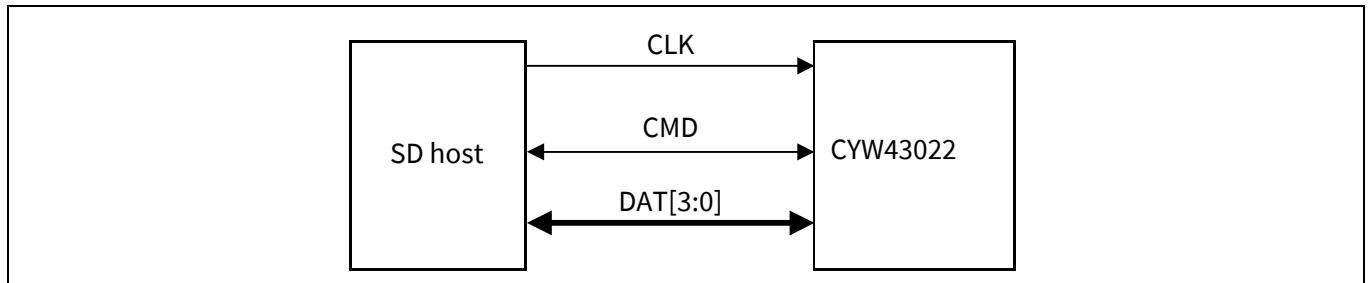 CLK
CMD
SD host
CYW43022
DAT[3:0]